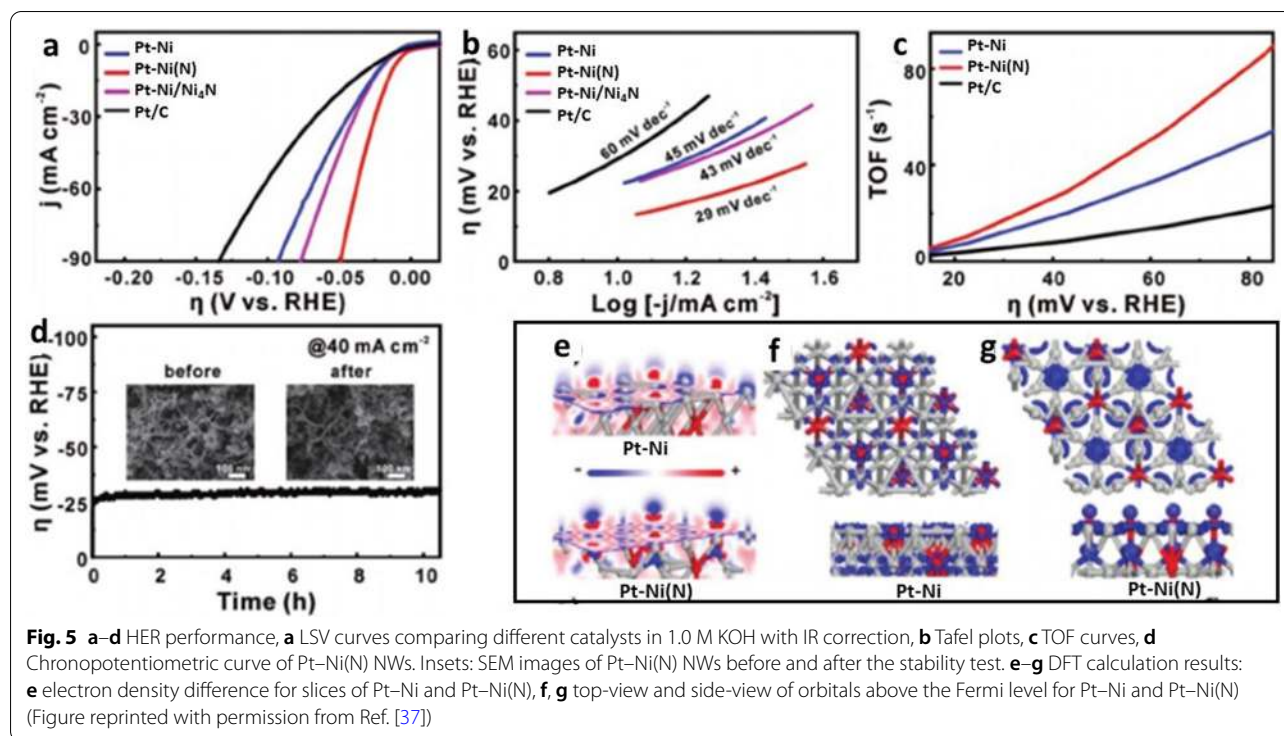 a
Pt-Ni
Pt-Ni(N)
Pt-Ni/Ni₄N
Pt/C
j (mA cm⁻²)
0
-30
-60
-90
-0.20
-0.15
-0.10
-0.05
0.00
η (V vs. RHE)
b
Pt-Ni
Pt-Ni(N)
Pt-Ni/Ni₄N
Pt/C
η (mV vs. RHE)
60
40
20
0
60 mV dec⁻¹
45 mV dec⁻¹
43 mV dec⁻¹
29 mV dec⁻¹
0.8
1.0
1.2
1.4
1.6
Log [-j/mA cm⁻²]
c
Pt-Ni
Pt-Ni(N)
Pt/C
TOF (s⁻¹)
80
40
0
20
40
60
80
η (mV vs. RHE)
d
@40 mA cm⁻²
before
after
100 nm
100 nm
η (mV vs. RHE)
-100
-75
-50
-25
0
0
2
4
6
8
10
Time (h)
e
Pt-Ni
- +
Pt-Ni(N)
f
Pt-Ni
g
Pt-Ni(N)
Fig. 5 a–d HER performance, a LSV curves comparing different catalysts in 1.0 M KOH with IR correction, b Tafel plots, c TOF curves, d
Chronopotentiometric curve of Pt–Ni(N) NWs. Insets: SEM images of Pt–Ni(N) NWs before and after the stability test. e–g DFT calculation results:
e electron density difference for slices of Pt–Ni and Pt–Ni(N), f, g top-view and side-view of orbitals above the Fermi level for Pt–Ni and Pt–Ni(N)
(Figure reprinted with permission from Ref. [37])